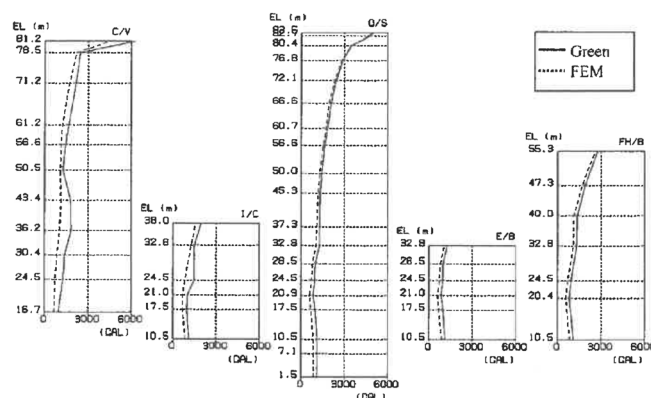 EL (m) C/V
81.2
78.5
71.2
61.2
56.6
50.5
43.4
36.2
30.4
24.5
16.7
0 3000 6000
(GAL)
EL (m) I/C
38.0
32.8
24.5
21.0
17.5
10.5
0 3000 6000
(GAL)
EL (m) O/S
82.7
80.4
76.8
72.1
66.6
60.7
50.0
45.3
37.3
32.8
28.5
24.5
21.9
17.5
10.5
7.1
1.5
0 3000 6000
(GAL)
EL (m) E/B
32.8
28.5
24.5
21.0
17.5
10.5
0 3000 6000
(GAL)
EL (m) FH/B
55.3
47.3
40.0
32.8
24.5
20.4
10.5
0 3000 6000
(GAL)
Green
FEM